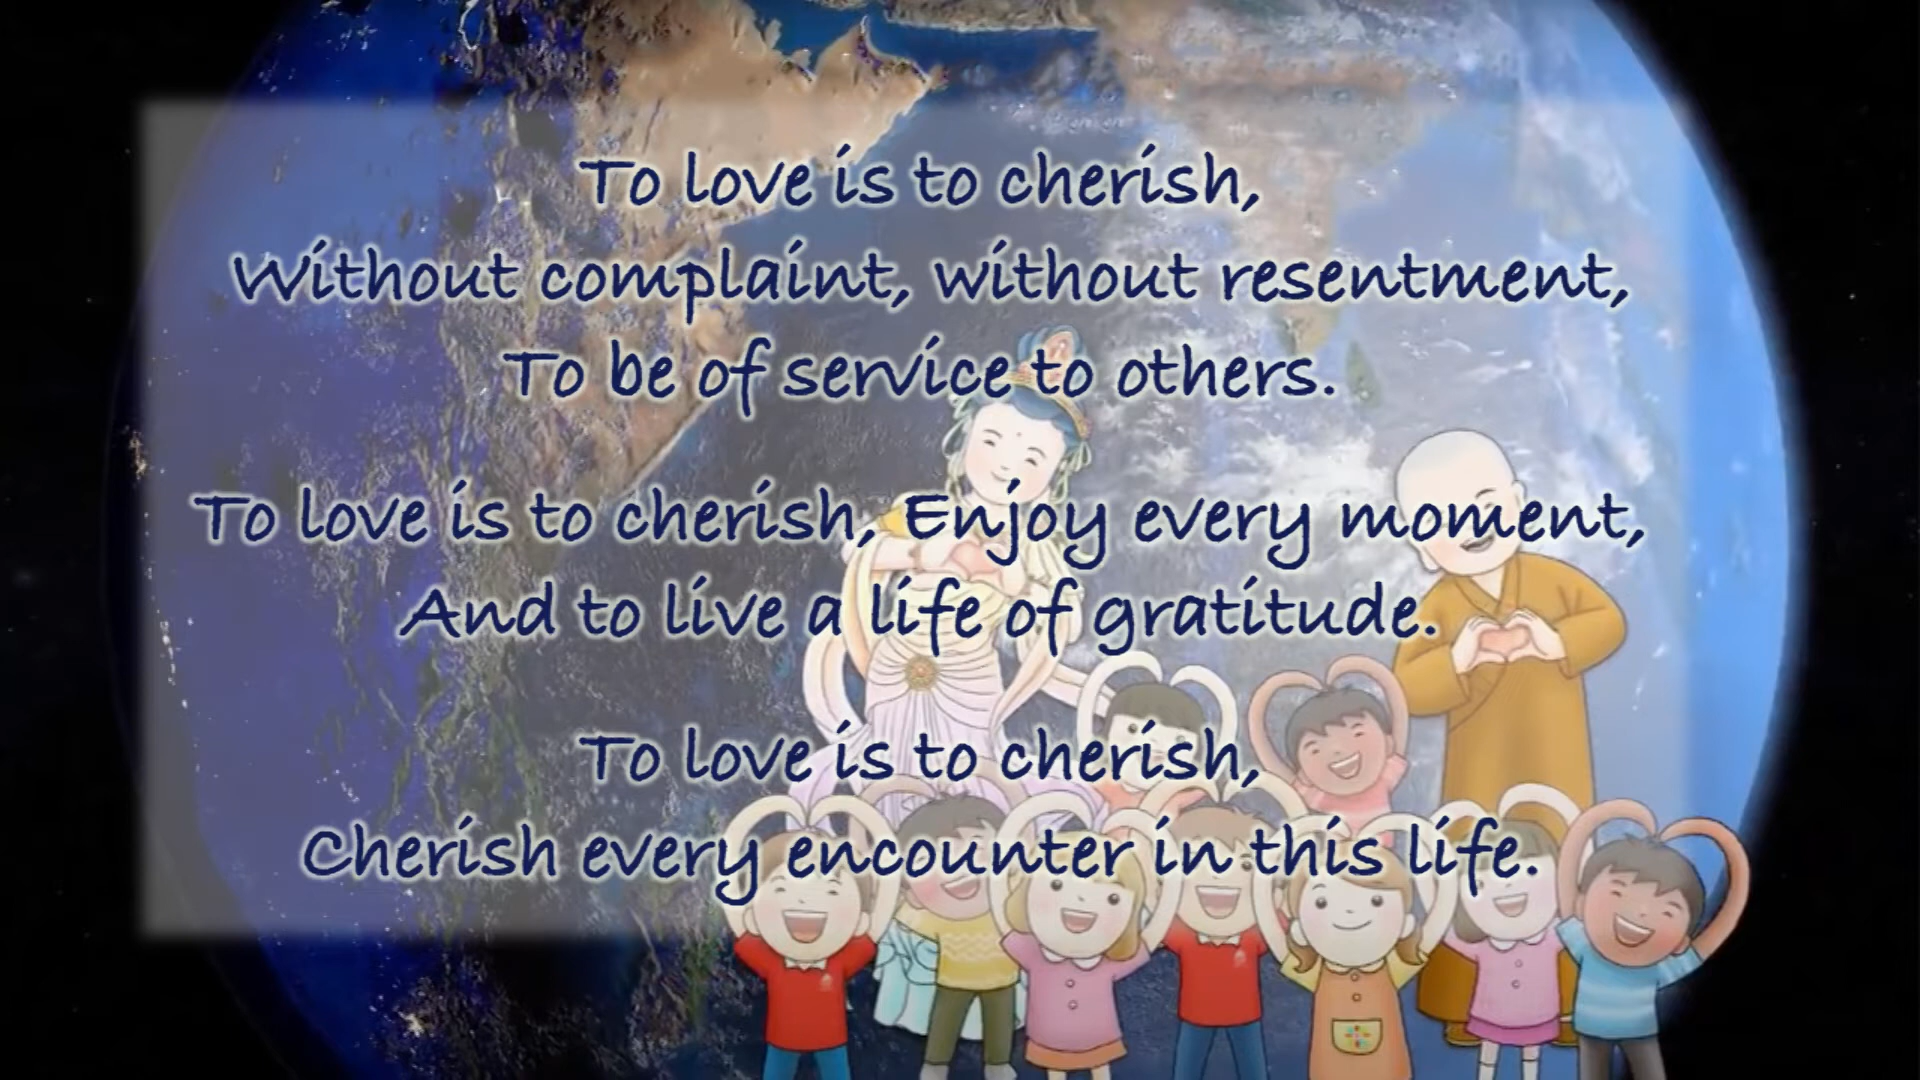 To love is to cherish,
Without complaint, without resentment,
To be of service to others.
To love is to cherish, Enjoy every moment,
And to live a life of gratitude.
To love is to cherish,
Cherish every encounter in this life.